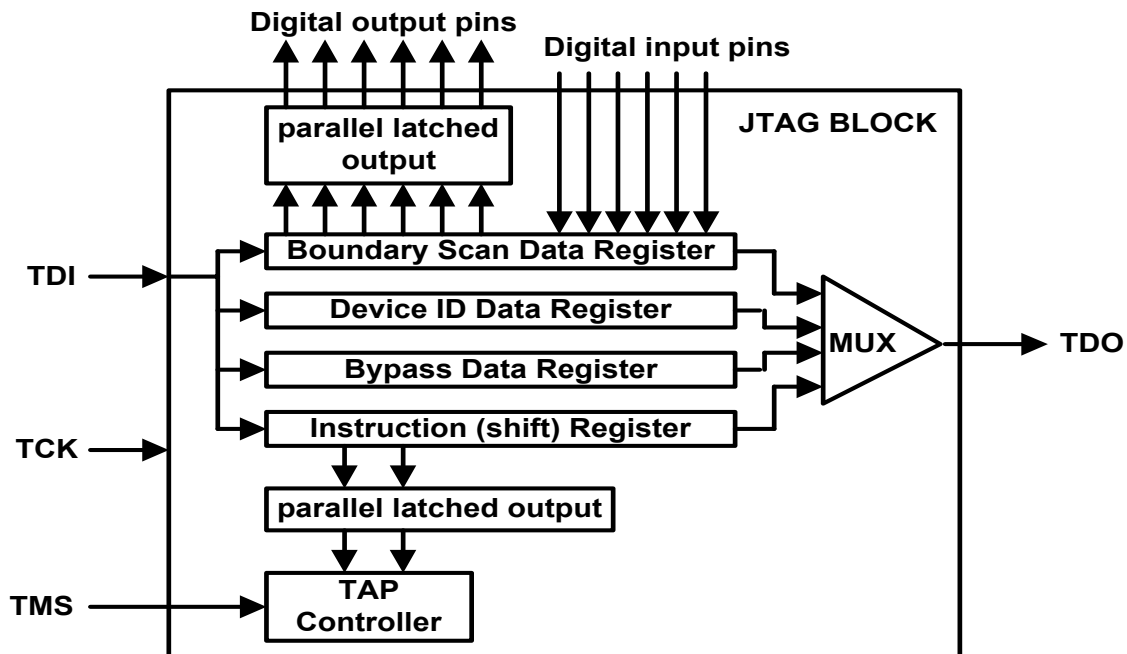 Digital output pins
Digital input pins
JTAG BLOCK
parallel latched
output
Boundary Scan Data Register
TDI
Device ID Data Register
MUX
TDO
Bypass Data Register
Instruction (shift) Register
TCK
parallel latched output
TAP
Controller
TMS